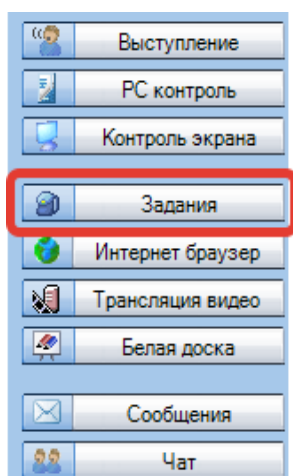 Выступление
PC контроль
Контроль экрана
Задания
Интернет браузер
Трансляция видео
Белая доска
Сообщения
Чат